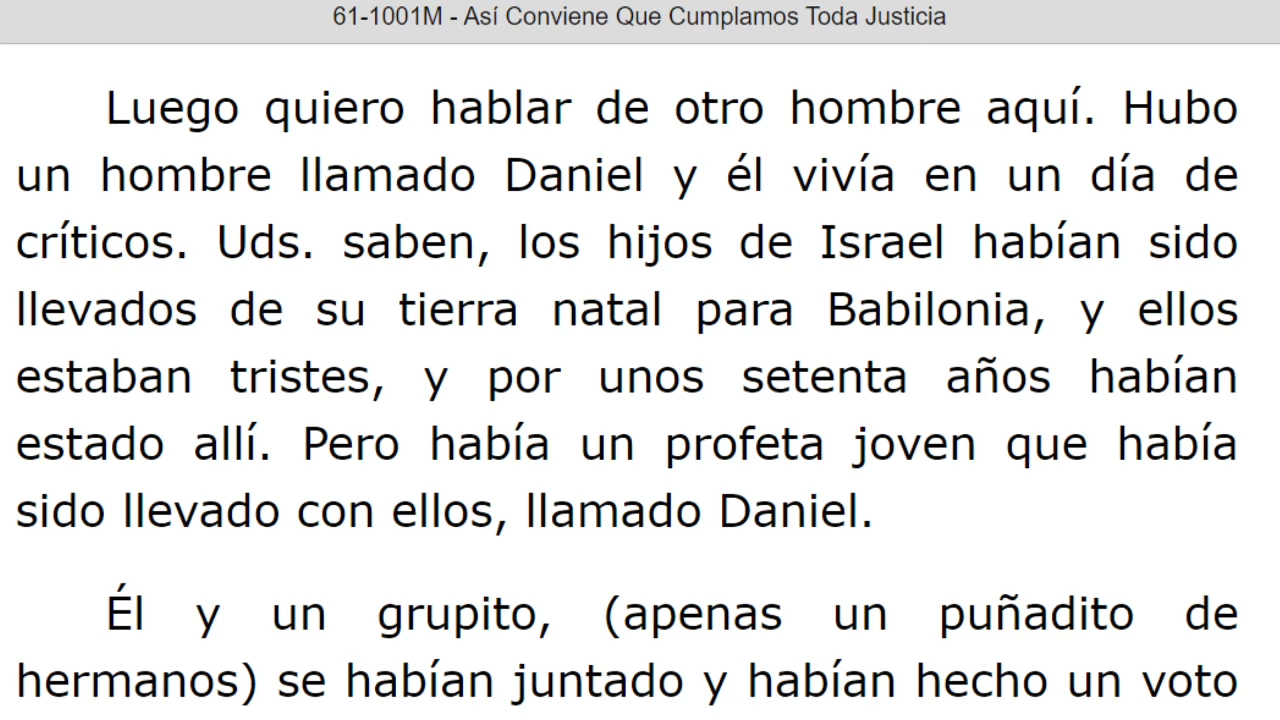 61-1001M - Así Conviene Que Cumplamos Toda Justicia
Luego quiero hablar de otro hombre aquí. Hubo
un hombre llamado Daniel y él vivía en un día de
críticos. Uds. saben, los hijos de Israel habían sido
llevados de su tierra natal para Babilonia, y ellos
estaban tristes, y por unos setenta años habían
estado allí. Pero había un profeta joven que había
sido llevado con ellos, llamado Daniel.
Él y un grupito, (apenas un puñadito de
hermanos) se habían juntado y habían hecho un voto